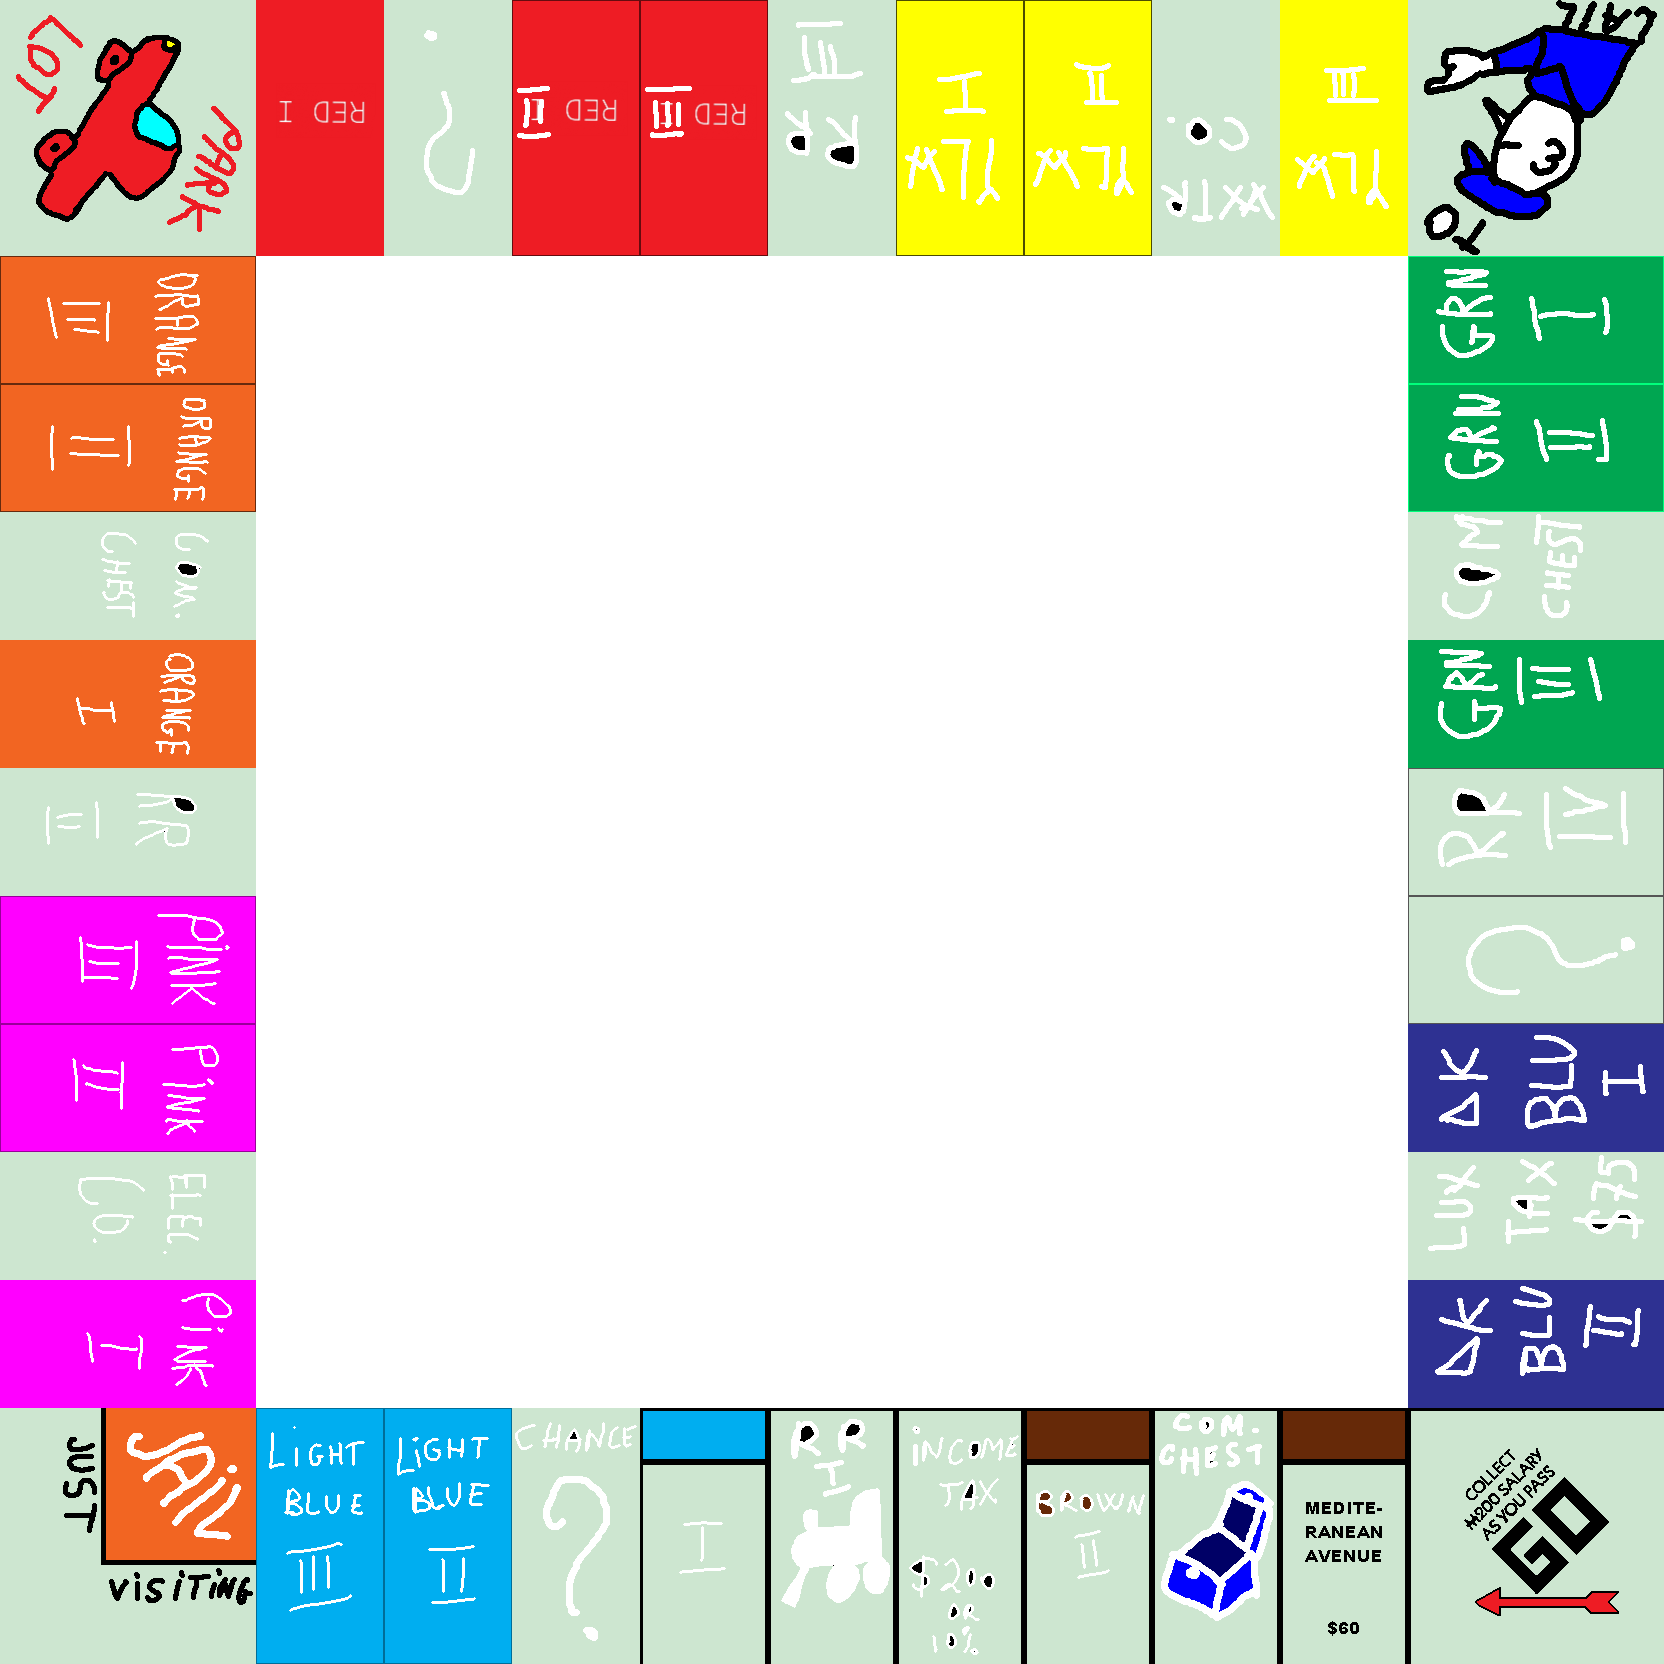 LOT
PARK
RED I
?
RED II
RED III
RR III
YLW I
YLW II
WTR
CO.
YLW III
TO
JAIL
ORANGE
III
ORANGE
II
COM.
CHEST
ORANGE
I
RR
II
PINK
III
PINK
II
ELEC.
CO.
PINK
I
GRN
I
GRN
II
COM
CHEST
GRN
III
RR
IV
?
DK
BLU
I
LUX
TAX
$75
DK
BLU
II
JUST
JAIL
VISITING
LIGHT
BLUE
III
LIGHT
BLUE
II
CHANCE
?
I
RR
I
INCOME
TAX
$200
OR
10%
BROWN
II
COM.
CHEST
MEDITE-
RANEAN
AVENUE
$60
COLLECT
₩200 SALARY
AS YOU PASS
GO